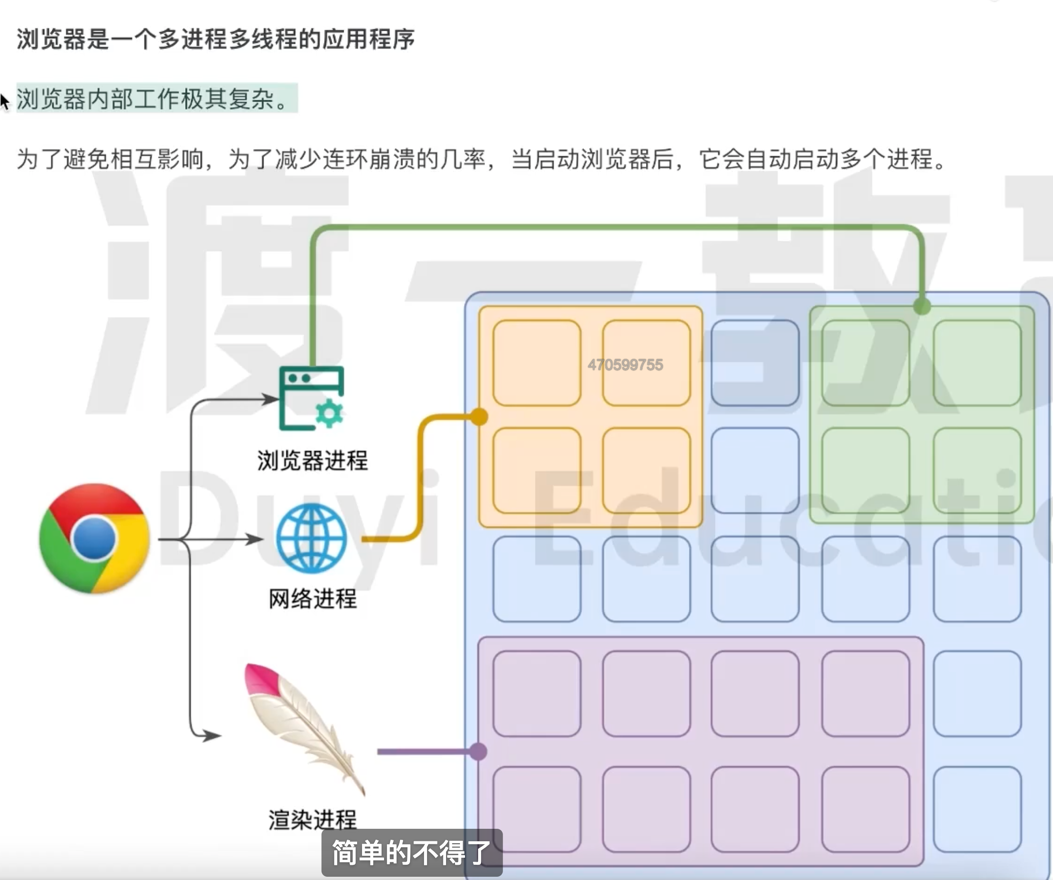 浏览器是一个多进程多线程的应用程序
浏览器内部工作极其复杂。
为了避免相互影响，为了减少连环崩溃的几率，当启动浏览器后，它会自动启动多个进程。
渡一教
470599755
浏览器进程
Duyi Educati
网络进程
渲染进程
简单的不得了